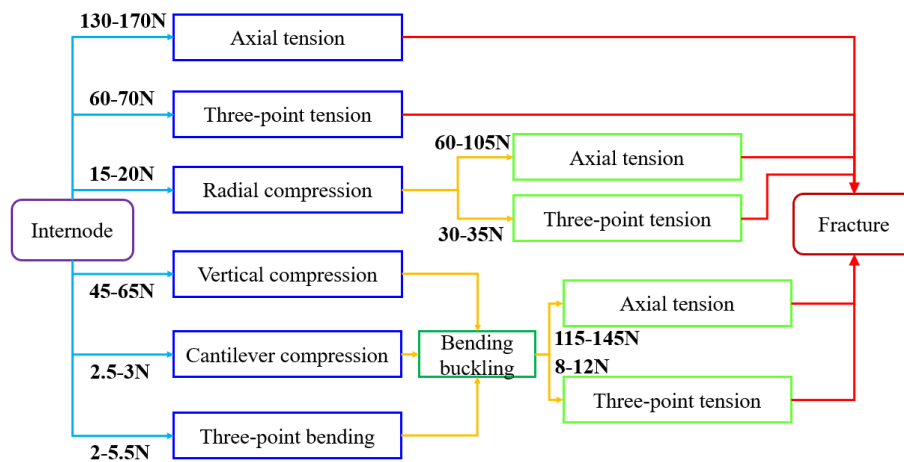 130-170N
Axial tension
60-70N
Three-point tension
60-105N
Axial tension
15-20N
Radial compression
Three-point tension
30-35N
Internode
Fracture
Vertical compression
45-65N
Axial tension
115-145N
Bending
buckling
8-12N
Cantilever compression
2.5-3N
Three-point tension
Three-point bending
2-5.5N